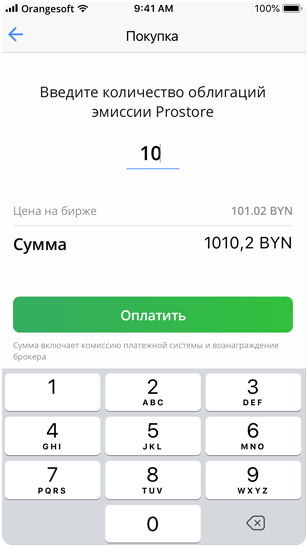 Orangesoft 9:41 AM 100%
Покупка
Введите количество облигаций
эмиссии Prostore
10
Цена на бирже 101.02 BYN
Сумма 1010,2 BYN
Оплатить
Сумма включает комиссию платежной системы и вознаграждение
брокера
1 2 3
ABC DEF
4 5 6
GHI JKL MNO
7 8 9
PQRS TUV WXYZ
0